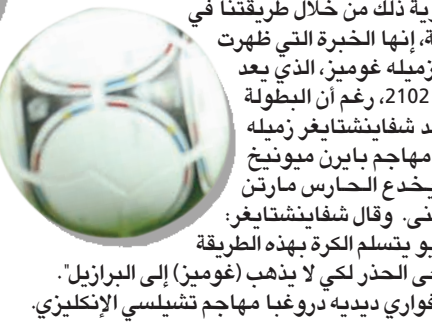 رية ذلك من خلال طريقتنا في
ة، إنها الخبرة التي ظهرت
زميله غوميز، الذي يعد
2102، رغم أن البطولة
د شفاينشتايغر زميله
مهاجم بايرن ميونيخ
يخدع الحارس مارتن
نى. وقال شفاينشتايغر:
يو يتسلم الكرة بهذه الطريقة
ى الحذر لكي لا يذهب (غوميز) إلى البرازيل".
فواري ديديه دروغبا مهاجم تشيلسي الإنكليزي.